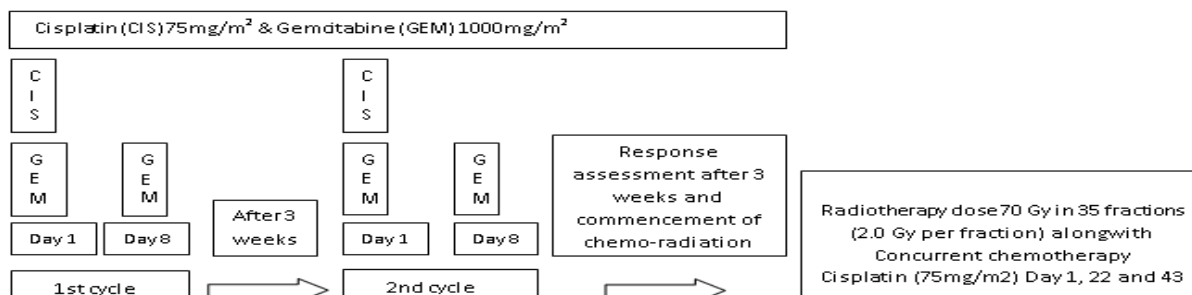 Cisplatin (CIS) 75mg/m² & Gemcitabine (GEM) 1000mg/m²
C
I
S
C
I
S
G
E
M
G
E
M
G
E
M
G
E
M
Day 1
Day 8
After 3
weeks
Day 1
Day 8
Response
assessment after 3
weeks and
commencement of
chemo-radiation
Radiotherapy dose 70 Gy in 35 fractions
(2.0 Gy per fraction) alongwith
Concurrent chemotherapy
Cisplatin (75mg/m2) Day 1, 22 and 43
1st cycle
2nd cycle